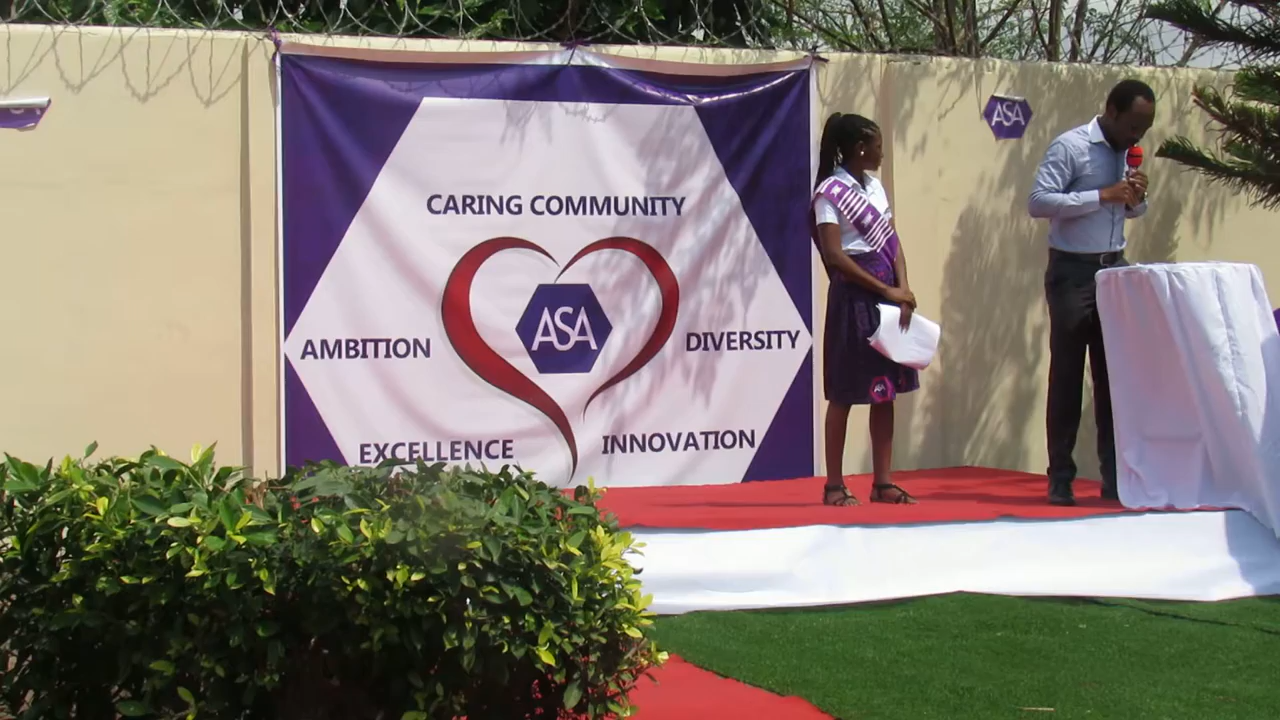 CARING COMMUNITY
ASA
AMBITION
ASA
DIVERSITY
EXCELLENCE
INNOVATION